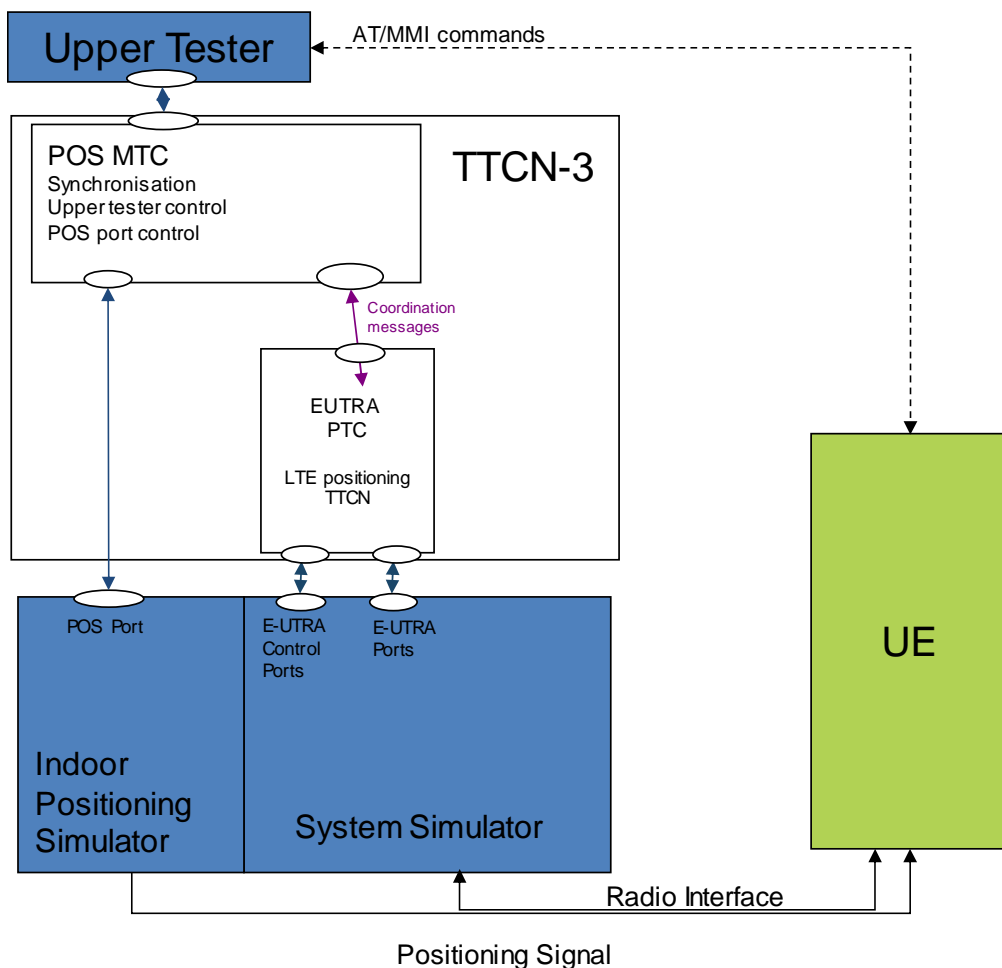 Upper Tester
AT/MMI commands
POS MTC
Synchronisation
Upper tester control
POS port control
TTCN-3
Coordination
messages
EUTRA
PTC
LTE positioning
TTCN
POS Port
E-UTRA
Control
Ports
E-UTRA
Ports
Indoor
Positioning
Simulator
System Simulator
UE
Radio Interface
Positioning Signal